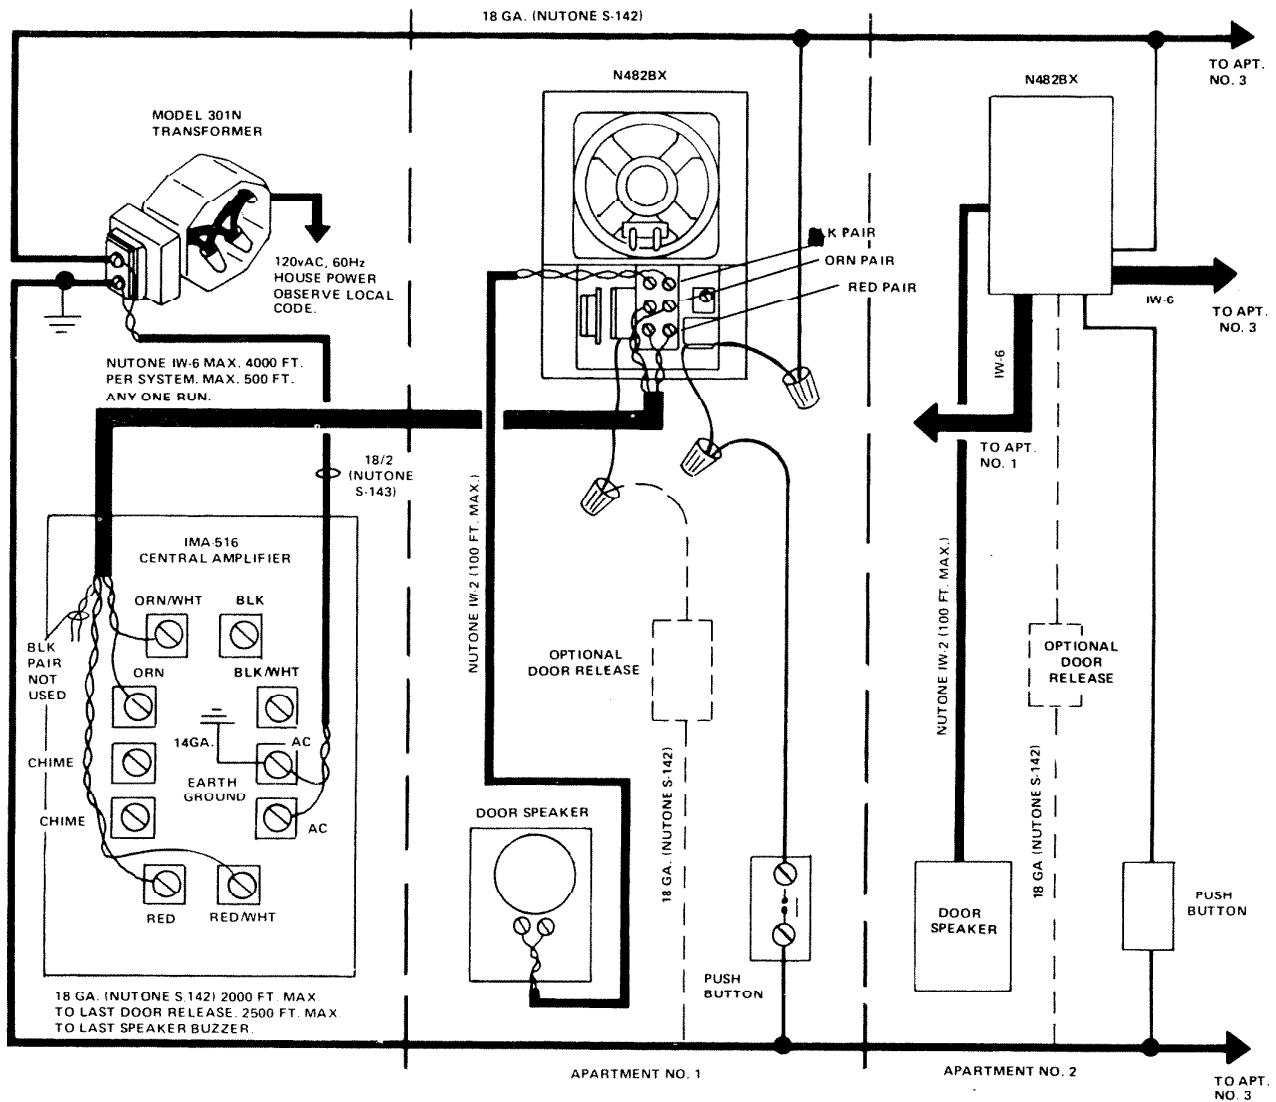 18 GA. (NUTONE S-142)
TO APT.
NO. 3
N482BX
N482BX
MODEL 301N
TRANSFORMER
120vAC, 60Hz
HOUSE POWER
OBSERVE LOCAL
CODE.
BLK PAIR
ORN PAIR
RED PAIR
IW-6
TO APT.
NO. 3
NUTONE IW-6 MAX. 4000 FT.
PER SYSTEM. MAX. 500 FT.
ANY ONE RUN.
IW-6
TO APT.
NO. 1
18/2
(NUTONE
S-143)
NUTONE IW-2 (100 FT. MAX.)
IMA-516
CENTRAL AMPLIFIER
ORN/WHT
BLK
BLK
PAIR
NOT
USED
ORN
BLK/WHT
14GA.
AC
CHIME
EARTH
GROUND
CHIME
AC
RED
RED/WHT
OPTIONAL
DOOR RELEASE
18 GA. (NUTONE S-142)
DOOR SPEAKER
PUSH
BUTTON
NUTONE IW-2 (100 FT. MAX.)
OPTIONAL
DOOR
RELEASE
18 GA (NUTONE S-142)
DOOR
SPEAKER
PUSH
BUTTON
18 GA. (NUTONE S.142) 2000 FT. MAX.
TO LAST DOOR RELEASE. 2500 FT. MAX.
TO LAST SPEAKER BUZZER.
APARTMENT NO. 1
APARTMENT NO. 2
TO APT.
NO. 3